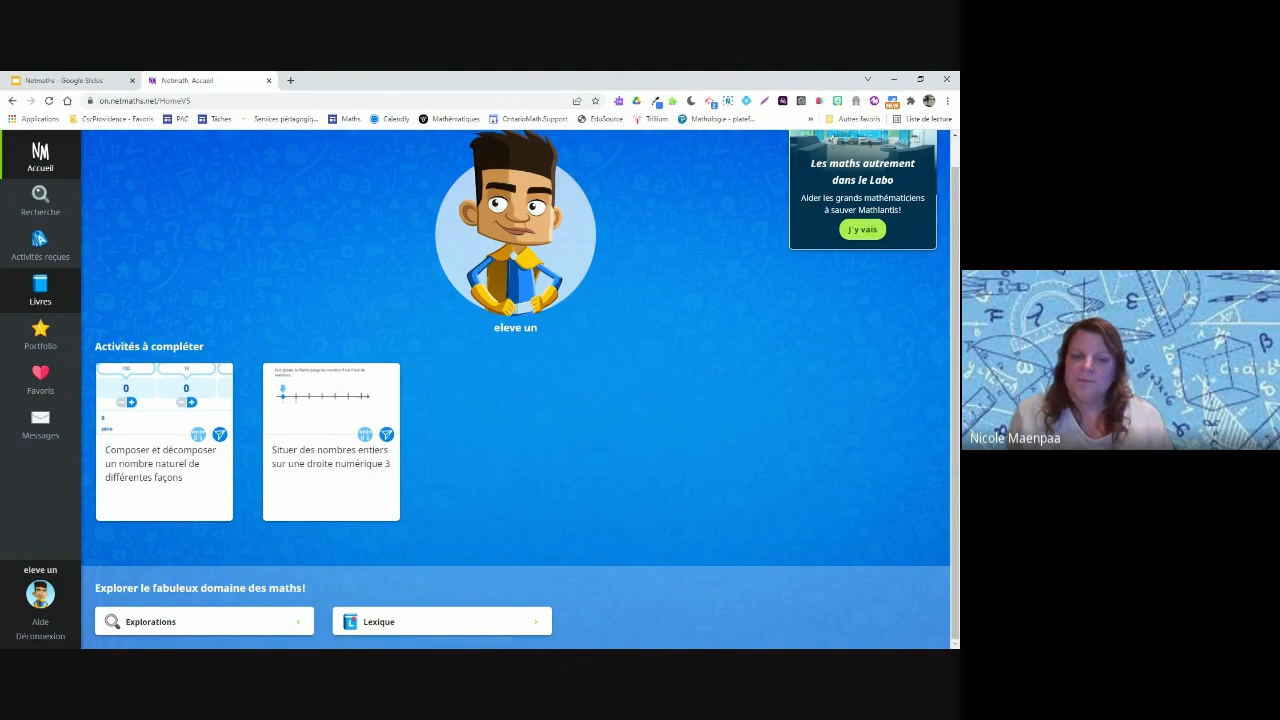 Netmaths - Google Slides
Netmath, Accueil
on.netmaths.net/HomeV5
Applications
CscProvidence - Favoris
PAC
Tâches
Services pédagogiq...
Maths
Calendly
Mathématiques
OntarioMath.Support
EduSource
Trillium
Mathologie - platef...
Autres favoris
Liste de lecture
NM
Accueil
Recherche
Activités reçues
Livres
Portfolio
Favoris
Messages
eleve un
Aide
Déconnexion
Les maths autrement
dans le Labo
Aider les grands mathématiciens
à sauver Mathlantis!
J'y vais
eleve un
Activités à compléter
100
10
0
0
0
zéro
Composer et décomposer
un nombre naturel de
différentes façons
Situer des nombres entiers
sur une droite numérique 3
Explorer le fabuleux domaine des maths!
Explorations
Lexique
Nicole Maenpaa